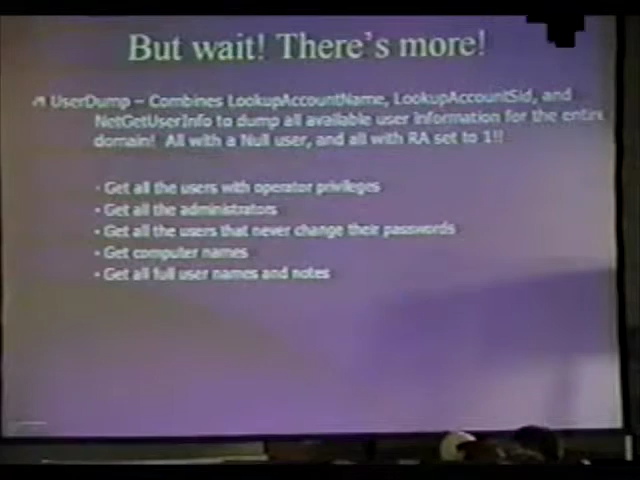 But wait! There's more!
UserDump – Combines LookupAccountName, LookupAccountSid, and
NetGetUserInfo to dump all available user information for the entire
domain! All with a Null user, and all with RA set to 1!!
• Get all the users with operator privileges
• Get all the administrators
• Get all the users that never change their passwords
• Get computer names
• Get all full user names and notes